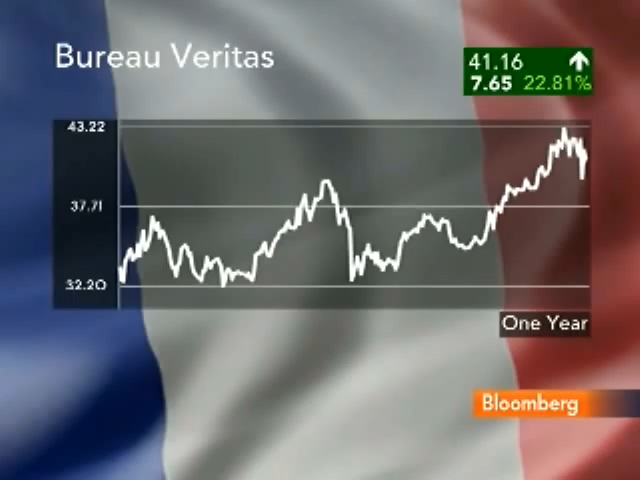 Bureau Veritas
41.16
7.65 22.81%
43.22
37.71
32.20
One Year
Bloomberg